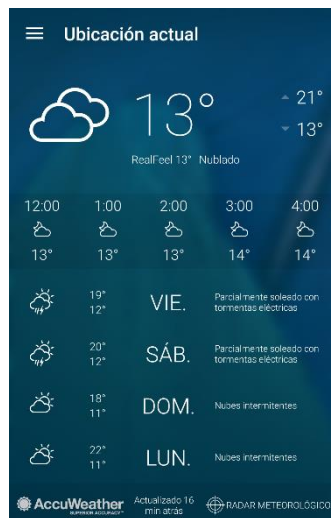 Ubicación actual
13° 21°
13°
RealFeel 13° Nublado
12:00 1:00 2:00 3:00 4:00
13° 13° 13° 14° 14°
19°
12°
VIE.
Parcialmente soleado con
tormentas eléctricas
20°
12°
SÁB.
Parcialmente soleado con
tormentas eléctricas
18°
11°
DOM.
Nubes intermitentes
22°
11°
LUN.
Nubes intermitentes
AccuWeather
SUPERIOR ACCURACY™
Actualizado 16
min atrás
RADAR METEOROLÓGICO